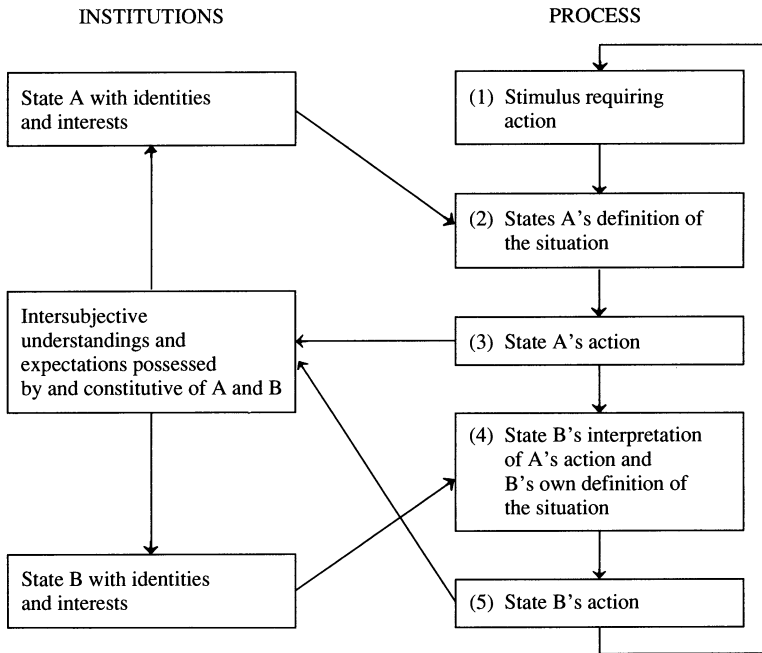 INSTITUTIONS
PROCESS
State A with identities
and interests
(1) Stimulus requiring
action
(2) States A’s definition of
the situation
Intersubjective
understandings and
expectations possessed
by and constitutive of A and B
(3) State A’s action
(4) State B’s interpretation
of A’s action and
B’s own definition of
the situation
State B with identities
and interests
(5) State B’s action